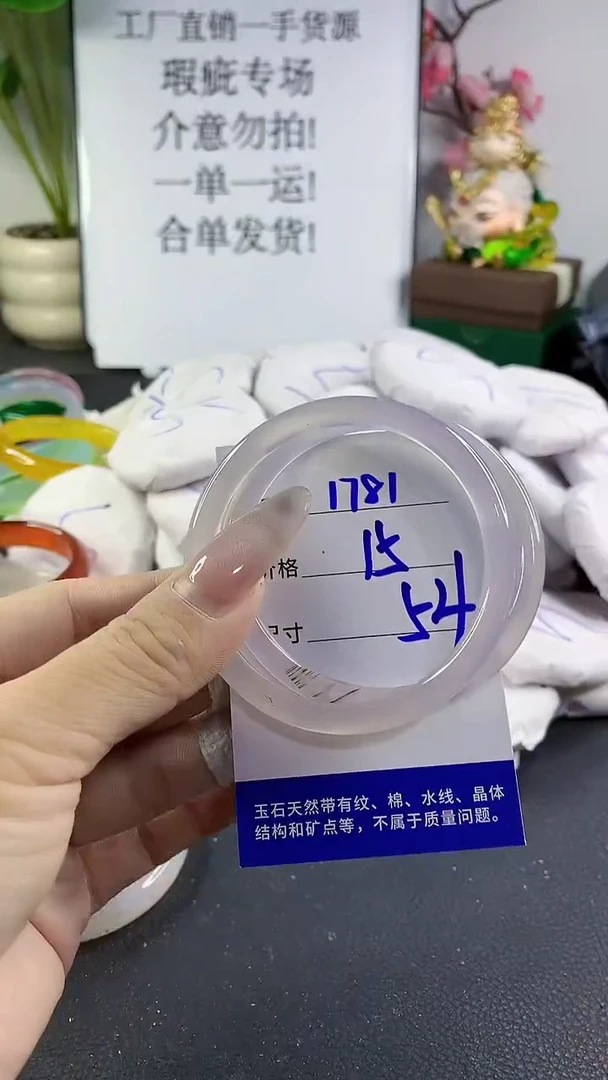 工厂直销一手货源
瑕疵专场
介意勿拍!
一单一运!
合单发货!
1781
价格 15
尺寸 54
玉石天然带有纹、棉、水线、晶体
结构和矿点等，不属于质量问题。